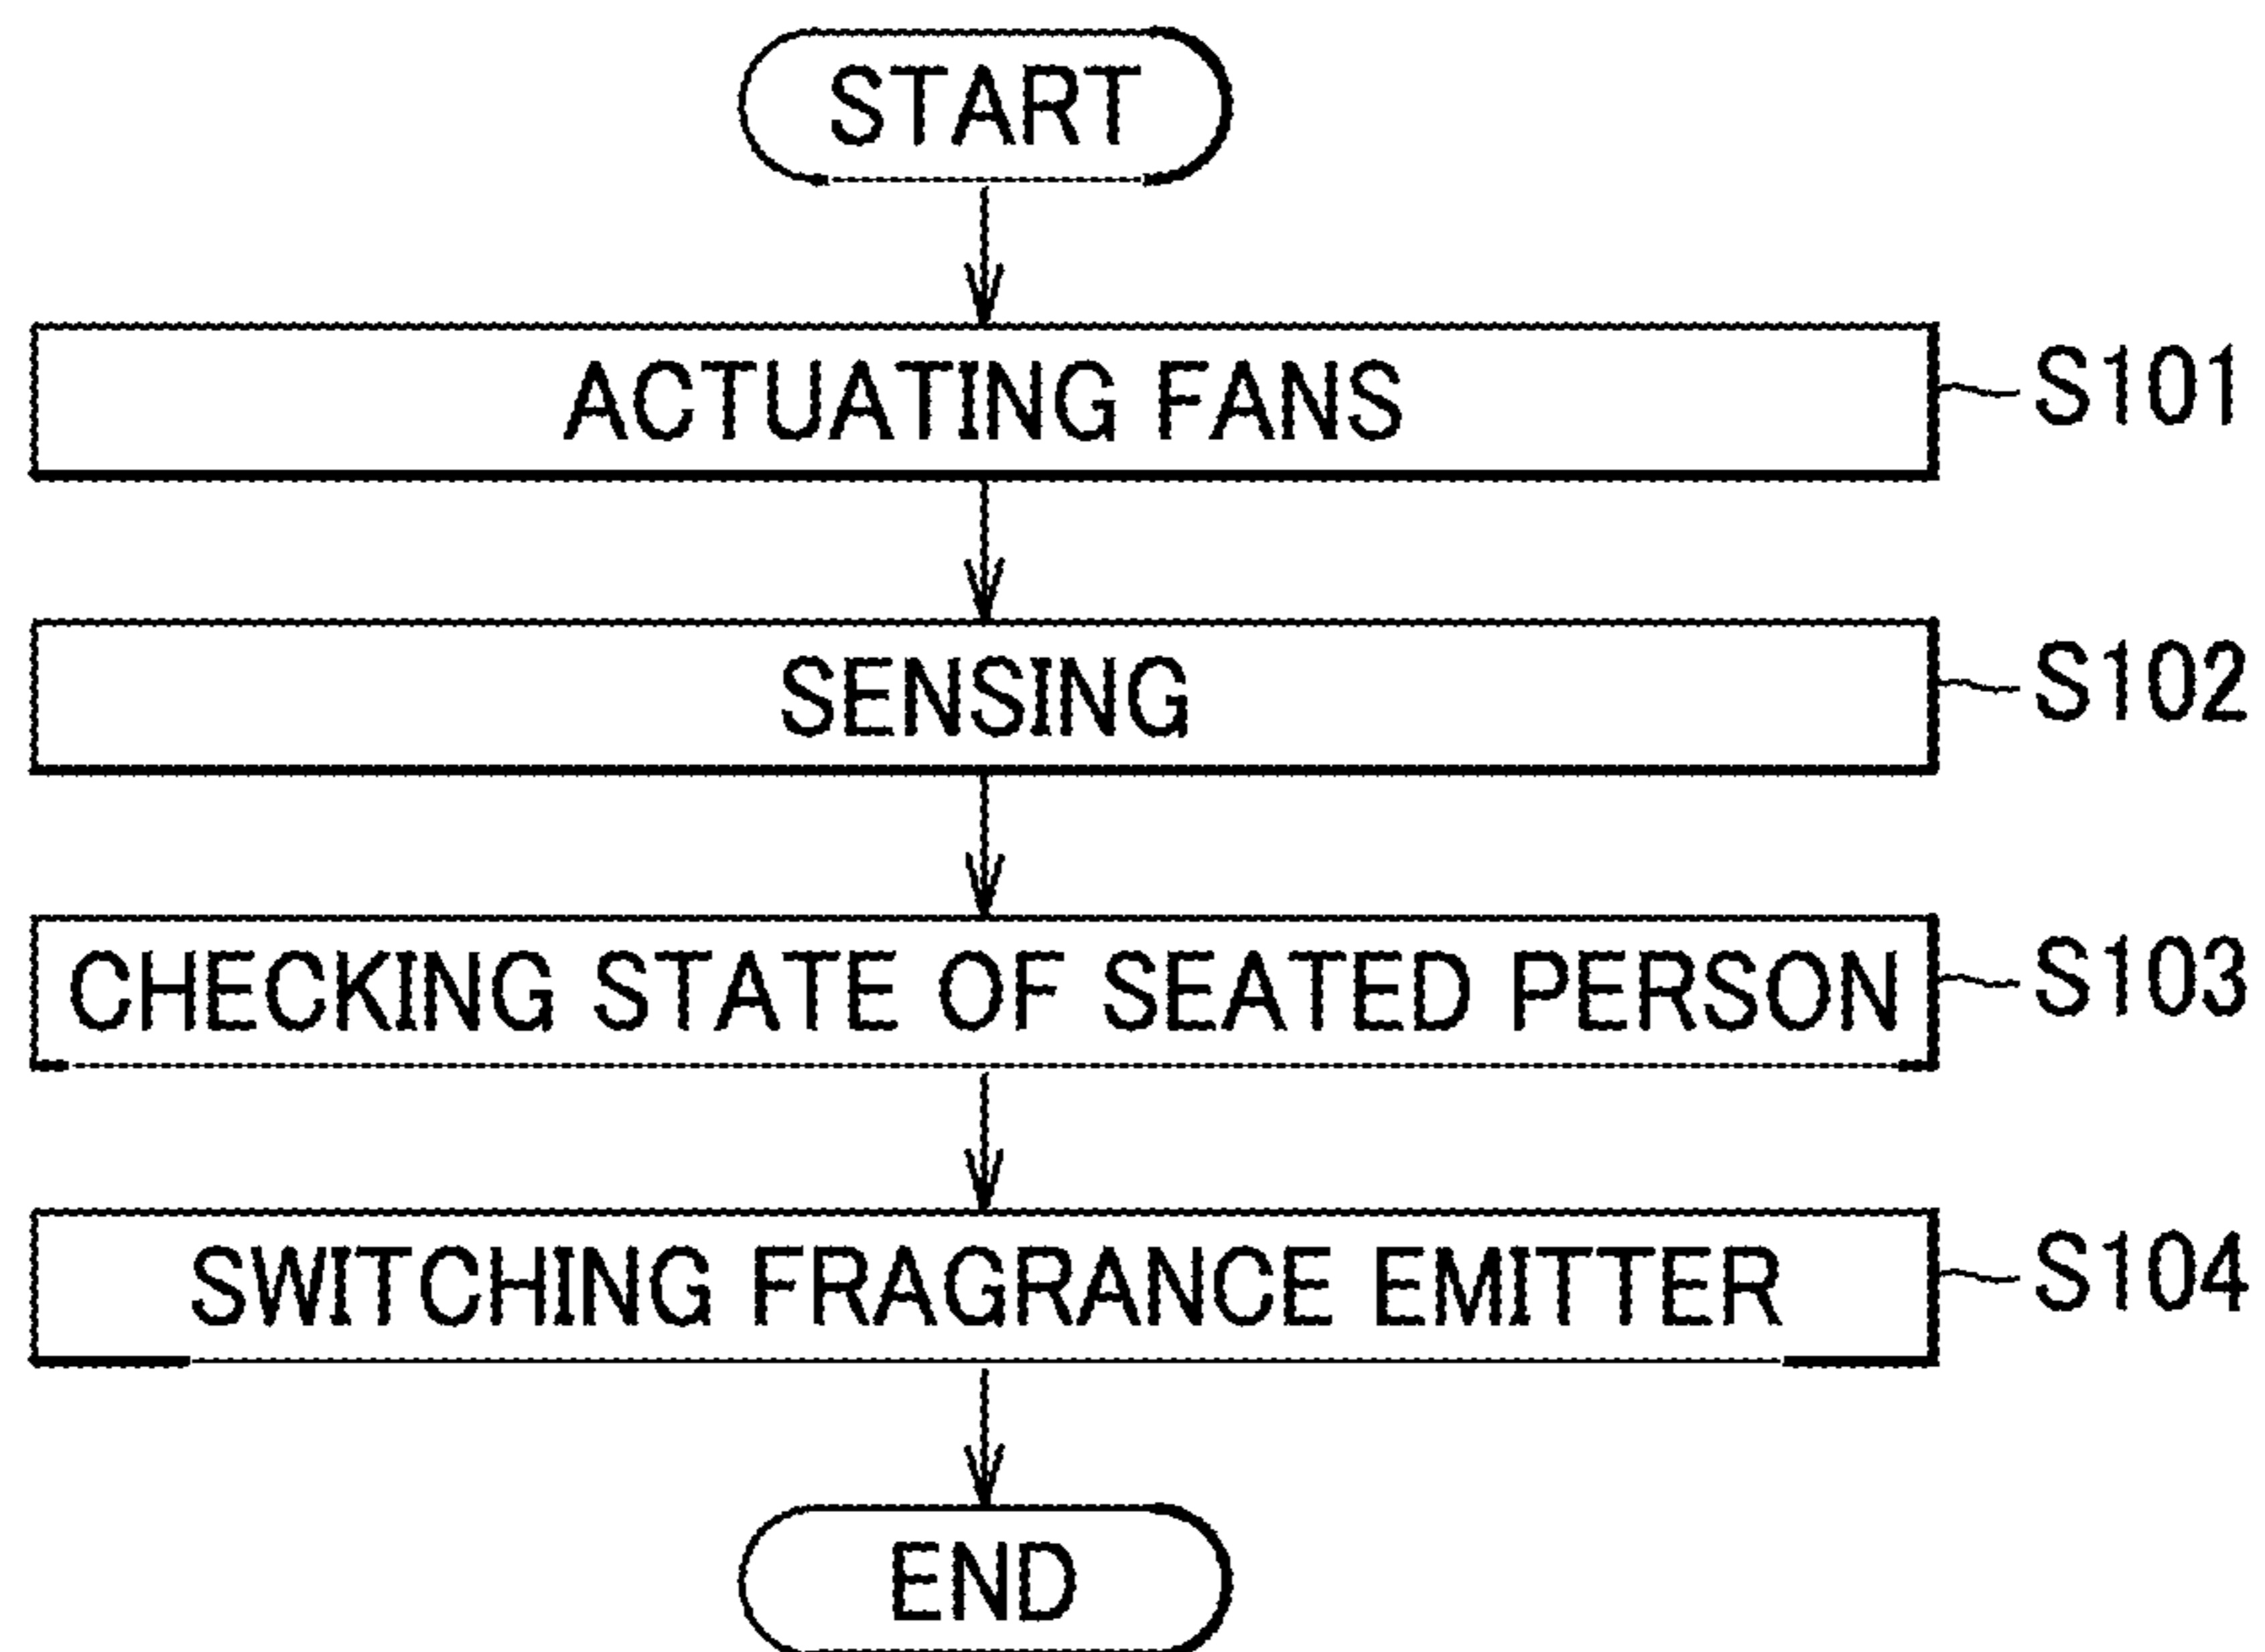 START
ACTUATING FANS S101
SENSING S102
CHECKING STATE OF SEATED PERSON S103
SWITCHING FRAGRANCE EMITTER S104
END